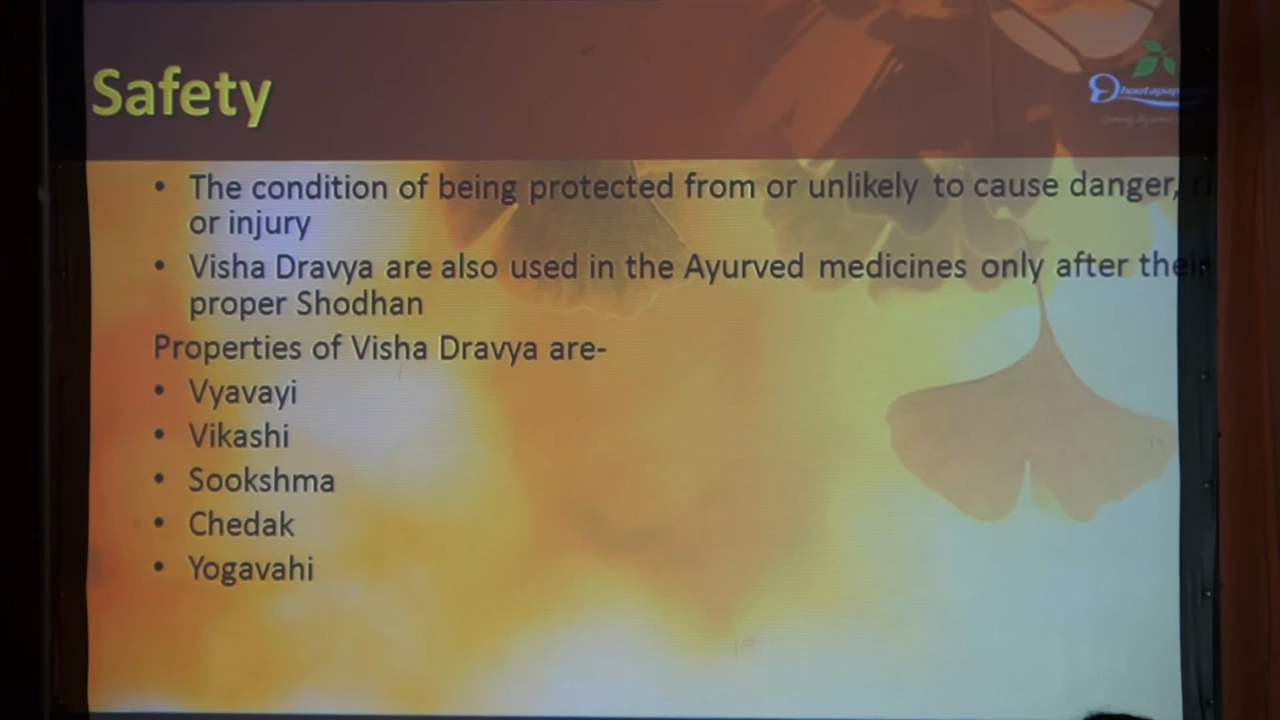 Safety
• The condition of being protected from or unlikely to cause danger,
or injury
• Visha Dravya are also used in the Ayurved medicines only after their
proper Shodhan
Properties of Visha Dravya are-
• Vyavayi
• Vikashi
• Sookshma
• Chedak
• Yogavahi